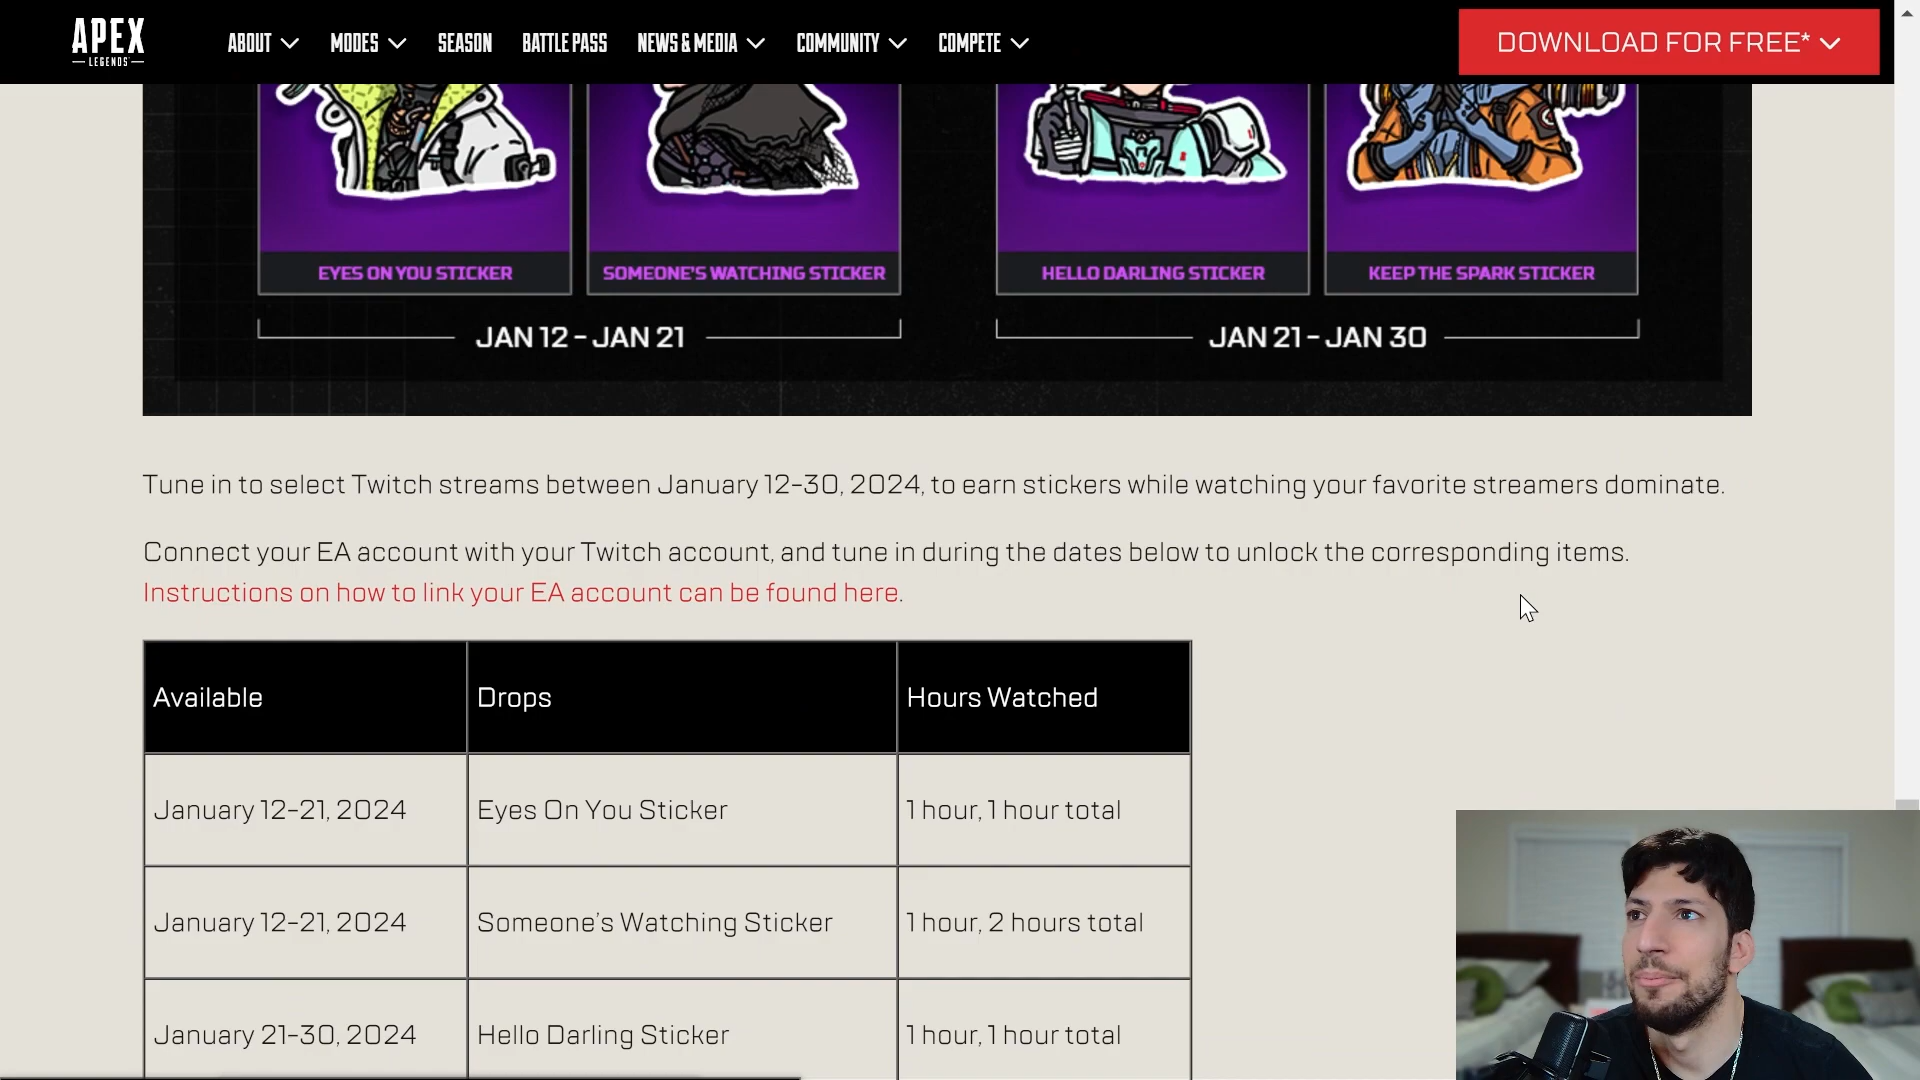 APEX
LEGENDS
ABOUT
MODES
SEASON
BATTLE PASS
NEWS & MEDIA
COMMUNITY
COMPETE
DOWNLOAD FOR FREE*
EYES ON YOU STICKER
SOMEONE'S WATCHING STICKER
HELLO DARLING STICKER
KEEP THE SPARK STICKER
JAN 12 – JAN 21
JAN 21 – JAN 30
Tune in to select Twitch streams between January 12-30, 2024, to earn stickers while watching your favorite streamers dominate.
Connect your EA account with your Twitch account, and tune in during the dates below to unlock the corresponding items.
Instructions on how to link your EA account can be found here.
Available Drops Hours Watched
January 12-21, 2024 Eyes On You Sticker 1 hour, 1 hour total
January 12-21, 2024 Someone’s Watching Sticker 1 hour, 2 hours total
January 21-30, 2024 Hello Darling Sticker 1 hour, 1 hour total